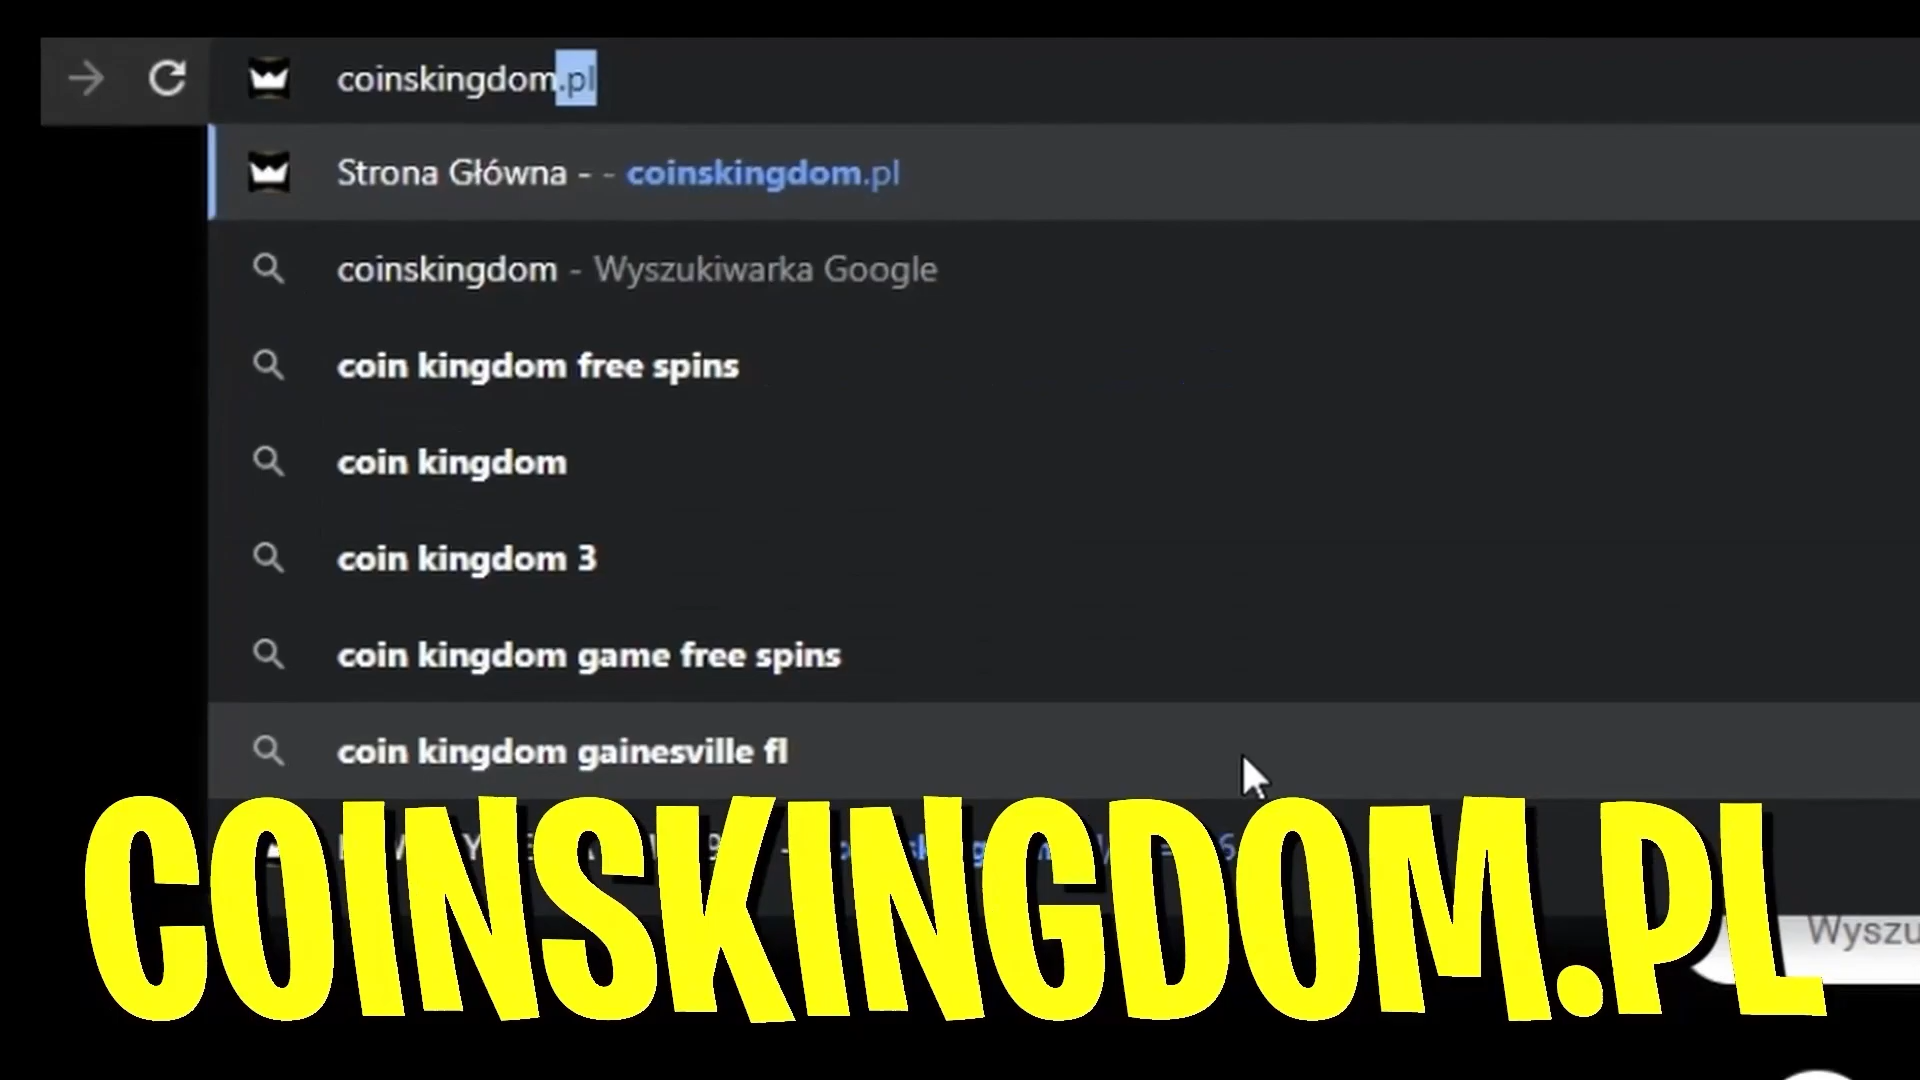 coinskingdom.pl
Strona Główna - - coinskingdom.pl
coinskingdom - Wyszukiwarka Google
coin kingdom free spins
coin kingdom
coin kingdom 3
coin kingdom game free spins
coin kingdom gainesville fl
COINSKINGDOM.PL